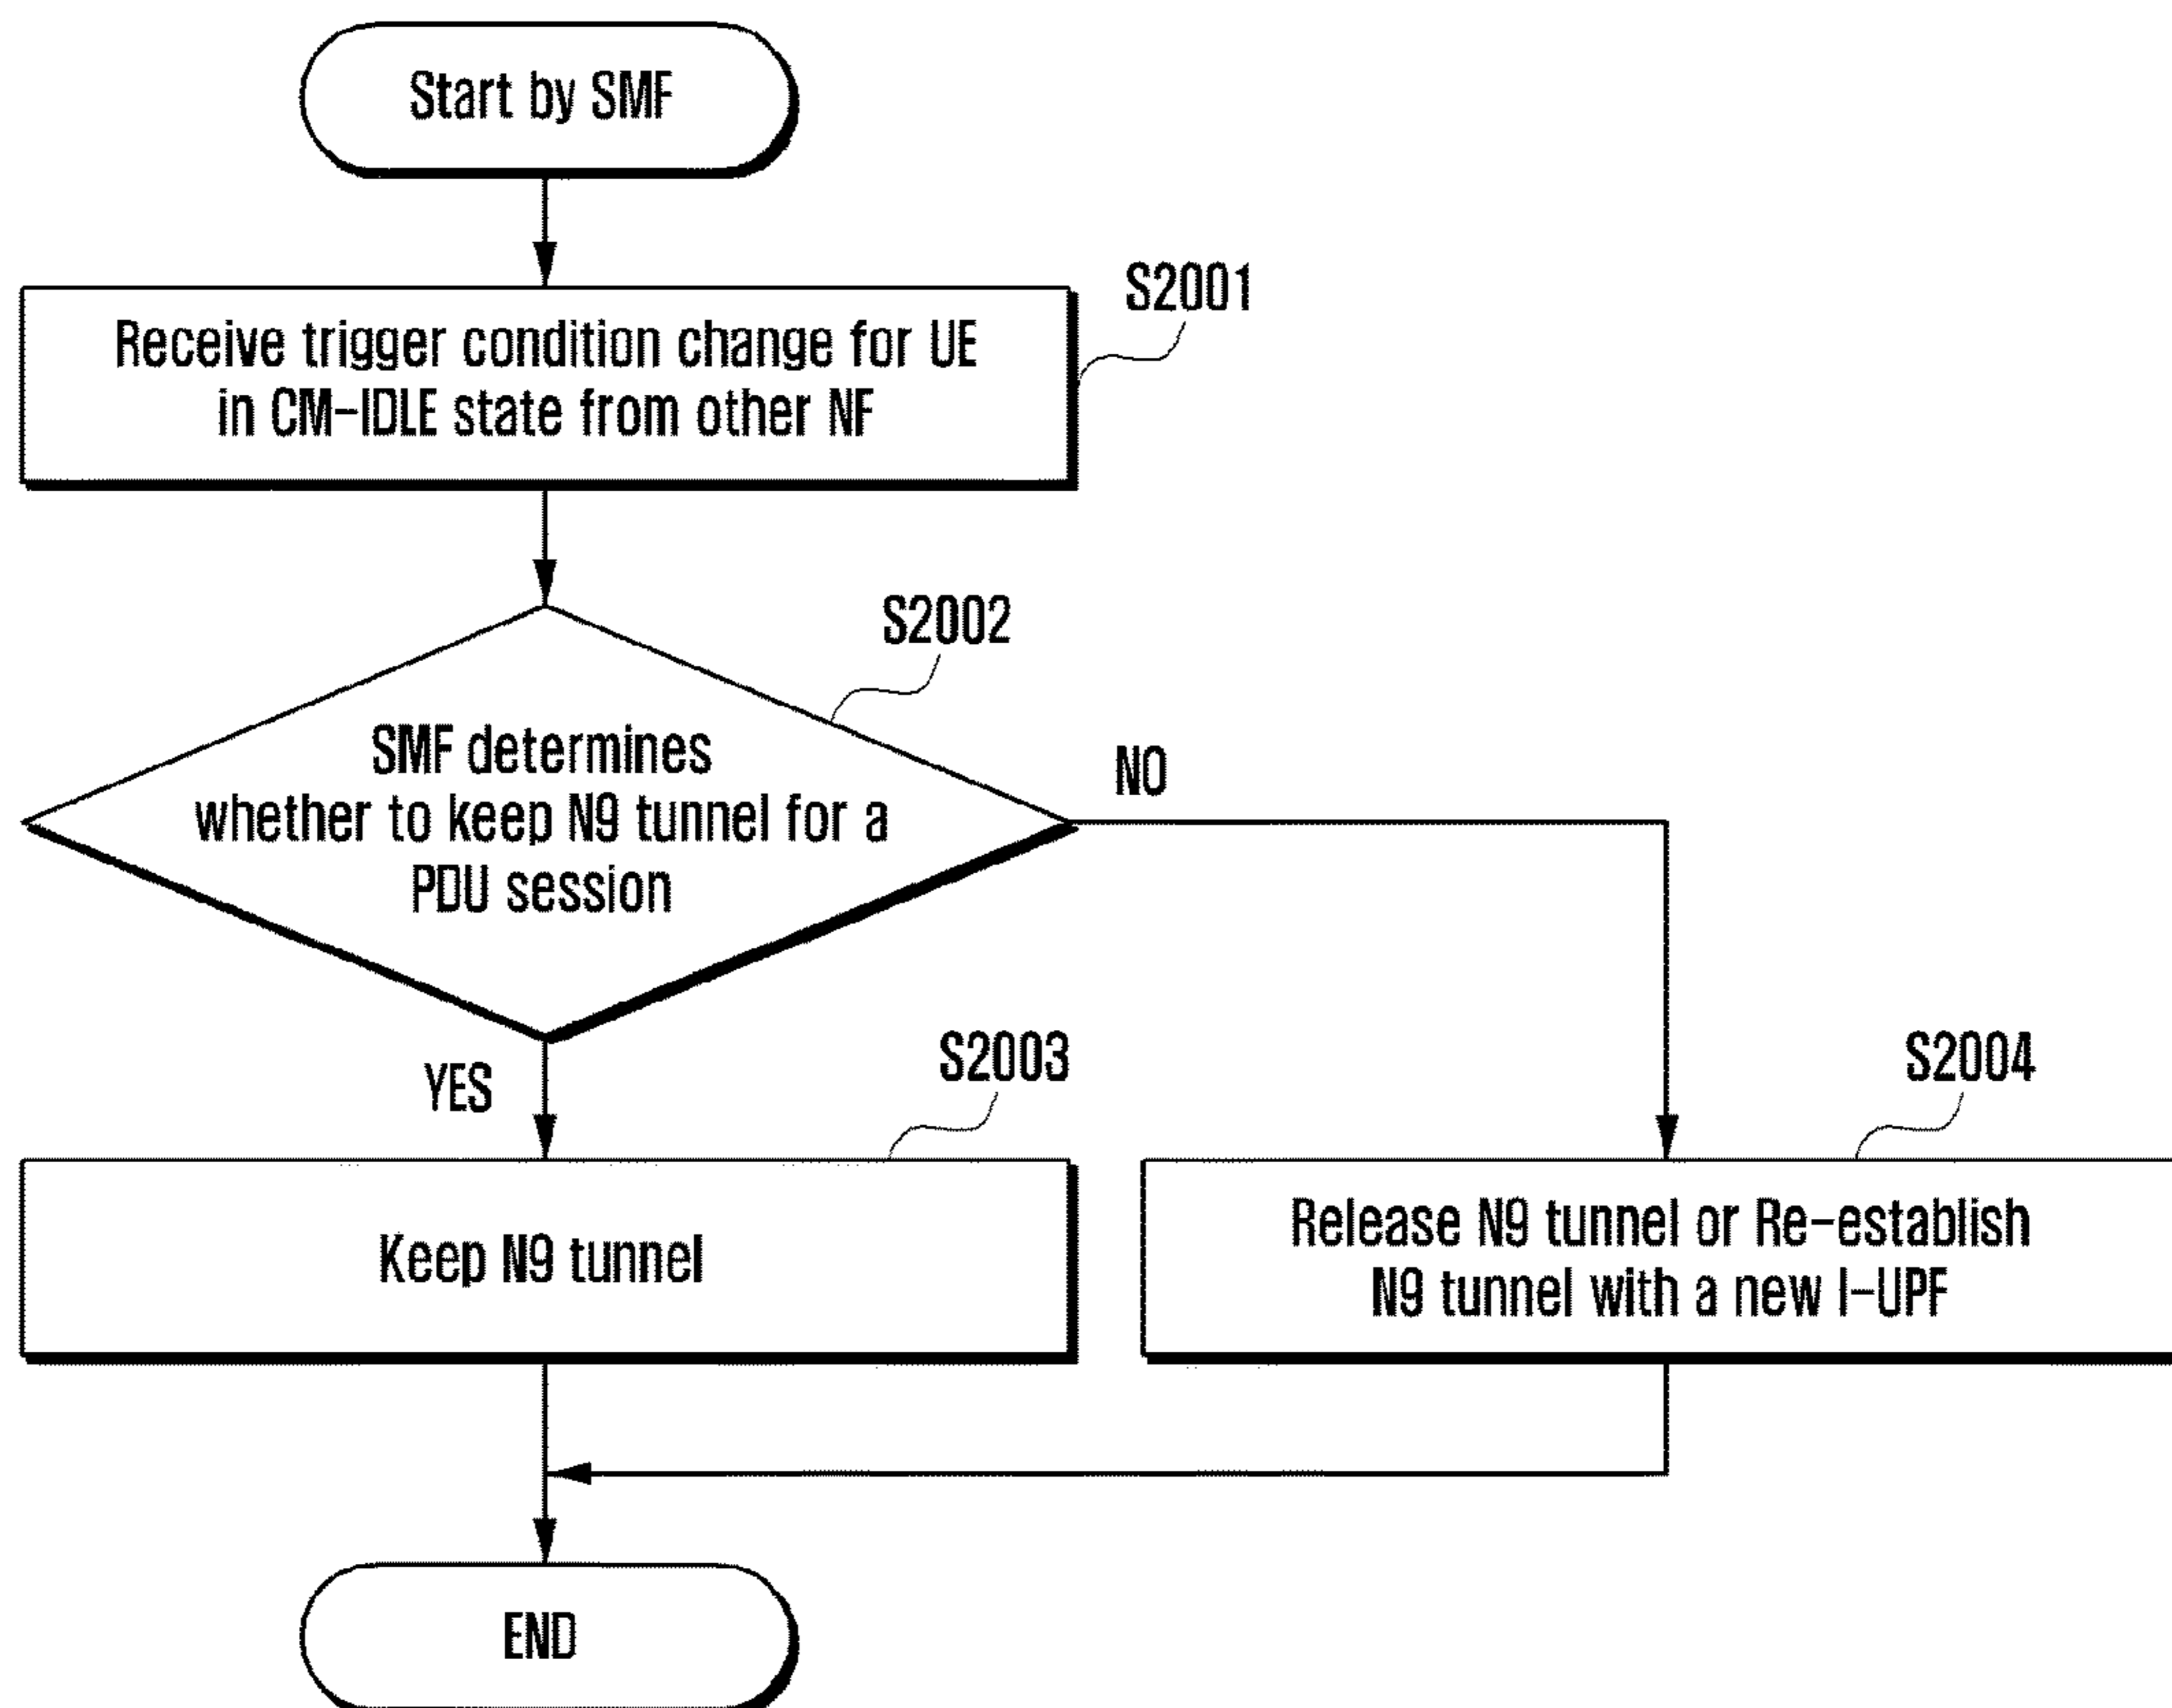 Start by SMF
S2001
Receive trigger condition change for UE
in CM-IDLE state from other NF
S2002
SMF determines
whether to keep N9 tunnel for a
PDU session
NO
YES
S2003
S2004
Keep N9 tunnel
Release N9 tunnel or Re-establish
N9 tunnel with a new I-UPF
END